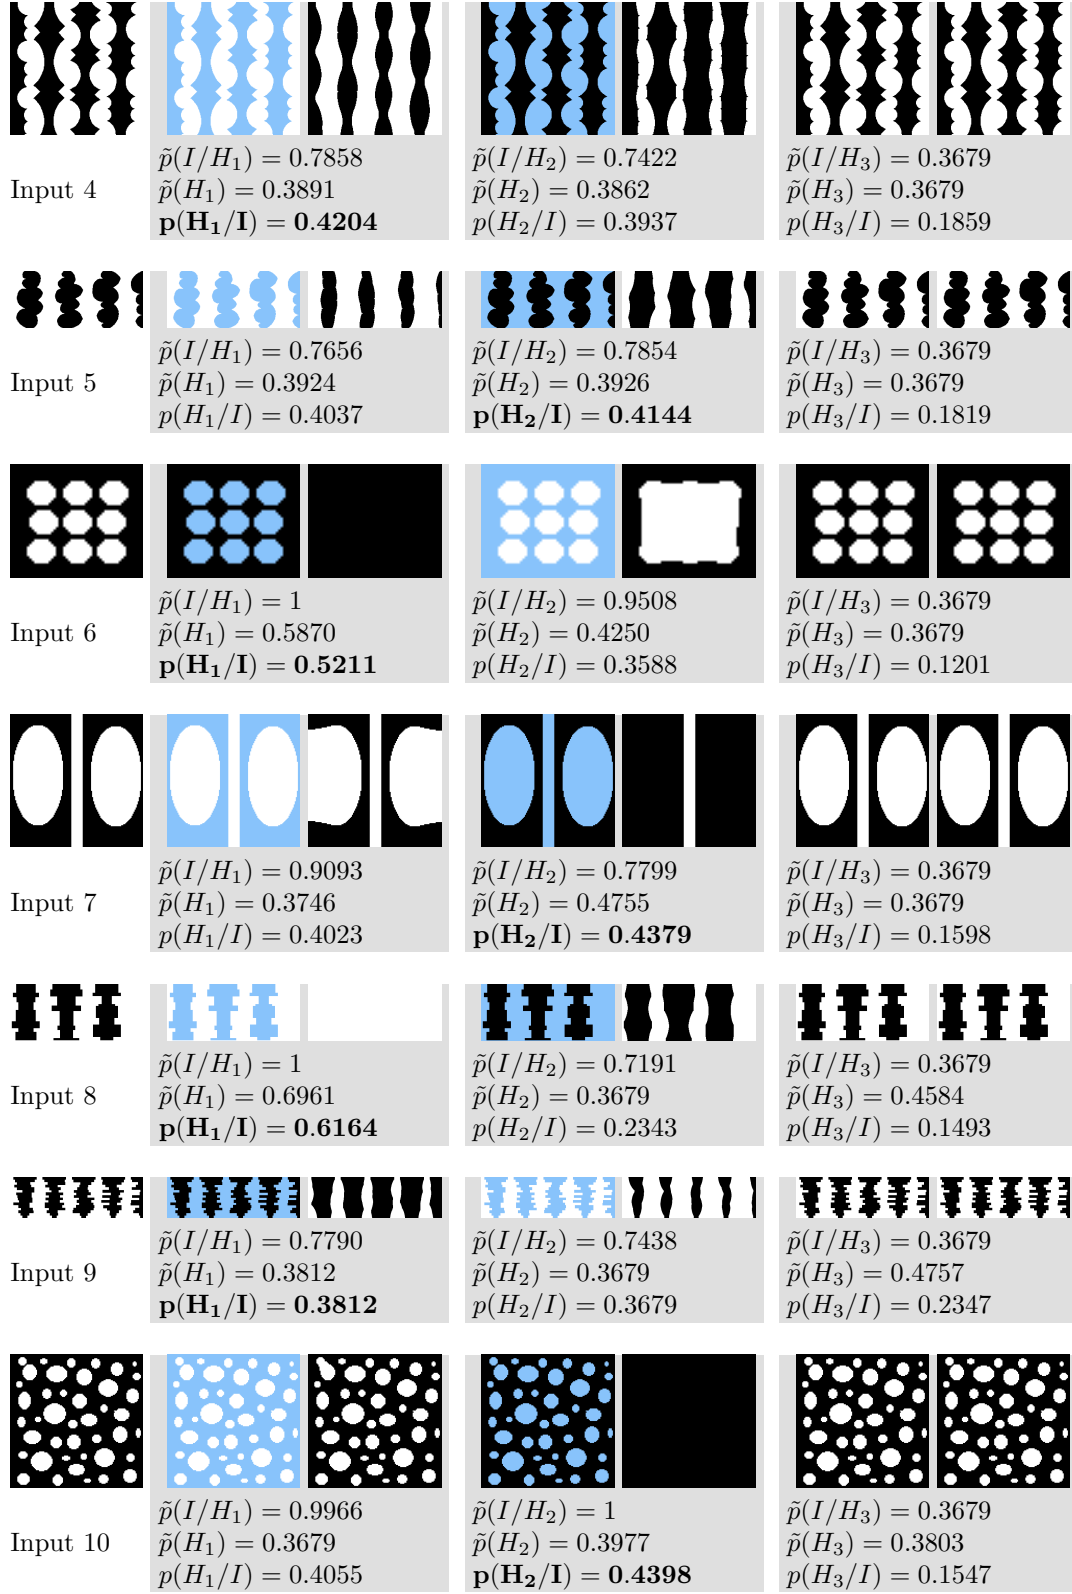 Input 4
p̃(I/H₁) = 0.7858
p̃(H₁) = 0.3891
p(H₁/I) = 0.4204
p̃(I/H₂) = 0.7422
p̃(H₂) = 0.3862
p(H₂/I) = 0.3937
p̃(I/H₃) = 0.3679
p̃(H₃) = 0.3679
p(H₃/I) = 0.1859
Input 5
p̃(I/H₁) = 0.7656
p̃(H₁) = 0.3924
p(H₁/I) = 0.4037
p̃(I/H₂) = 0.7854
p̃(H₂) = 0.3926
p(H₂/I) = 0.4144
p̃(I/H₃) = 0.3679
p̃(H₃) = 0.3679
p(H₃/I) = 0.1819
Input 6
p̃(I/H₁) = 1
p̃(H₁) = 0.5870
p(H₁/I) = 0.5211
p̃(I/H₂) = 0.9508
p̃(H₂) = 0.4250
p(H₂/I) = 0.3588
p̃(I/H₃) = 0.3679
p̃(H₃) = 0.3679
p(H₃/I) = 0.1201
Input 7
p̃(I/H₁) = 0.9093
p̃(H₁) = 0.3746
p(H₁/I) = 0.4023
p̃(I/H₂) = 0.7799
p̃(H₂) = 0.4755
p(H₂/I) = 0.4379
p̃(I/H₃) = 0.3679
p̃(H₃) = 0.3679
p(H₃/I) = 0.1598
Input 8
p̃(I/H₁) = 1
p̃(H₁) = 0.6961
p(H₁/I) = 0.6164
p̃(I/H₂) = 0.7191
p̃(H₂) = 0.3679
p(H₂/I) = 0.2343
p̃(I/H₃) = 0.3679
p̃(H₃) = 0.4584
p(H₃/I) = 0.1493
Input 9
p̃(I/H₁) = 0.7790
p̃(H₁) = 0.3812
p(H₁/I) = 0.3812
p̃(I/H₂) = 0.7438
p̃(H₂) = 0.3679
p(H₂/I) = 0.3679
p̃(I/H₃) = 0.3679
p̃(H₃) = 0.4757
p(H₃/I) = 0.2347
Input 10
p̃(I/H₁) = 0.9966
p̃(H₁) = 0.3679
p(H₁/I) = 0.4055
p̃(I/H₂) = 1
p̃(H₂) = 0.3977
p(H₂/I) = 0.4398
p̃(I/H₃) = 0.3679
p̃(H₃) = 0.3803
p(H₃/I) = 0.1547